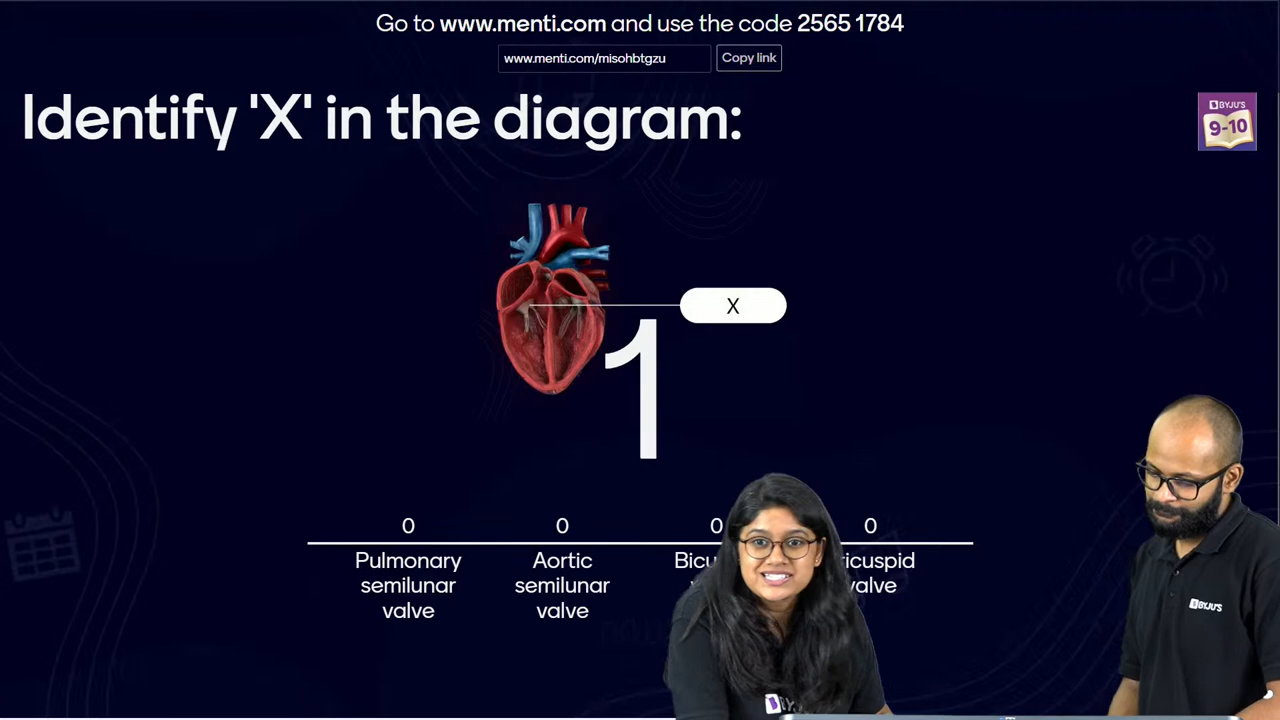 Go to www.menti.com and use the code 2565 1784
www.menti.com/misohbtgzu
Copy link
Identify 'X' in the diagram:
BYJU'S
9-10
X
1
0
0
0
0
Pulmonary
semilunar
valve
Aortic
semilunar
valve
valve
BYJU'S